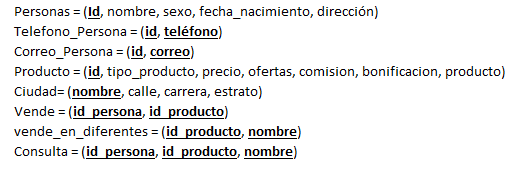 Personas = (Id, nombre, sexo, fecha_nacimiento, dirección)
Telefono_Persona = (id, teléfono)
Correo_Persona = (id, correo)
Producto = (id, tipo_producto, precio, ofertas, comision, bonificacion, producto)
Ciudad= (nombre, calle, carrera, estrato)
Vende = (id_persona, id_producto)
vende_en_diferentes = (id_producto, nombre)
Consulta = (id_persona, id_producto, nombre)